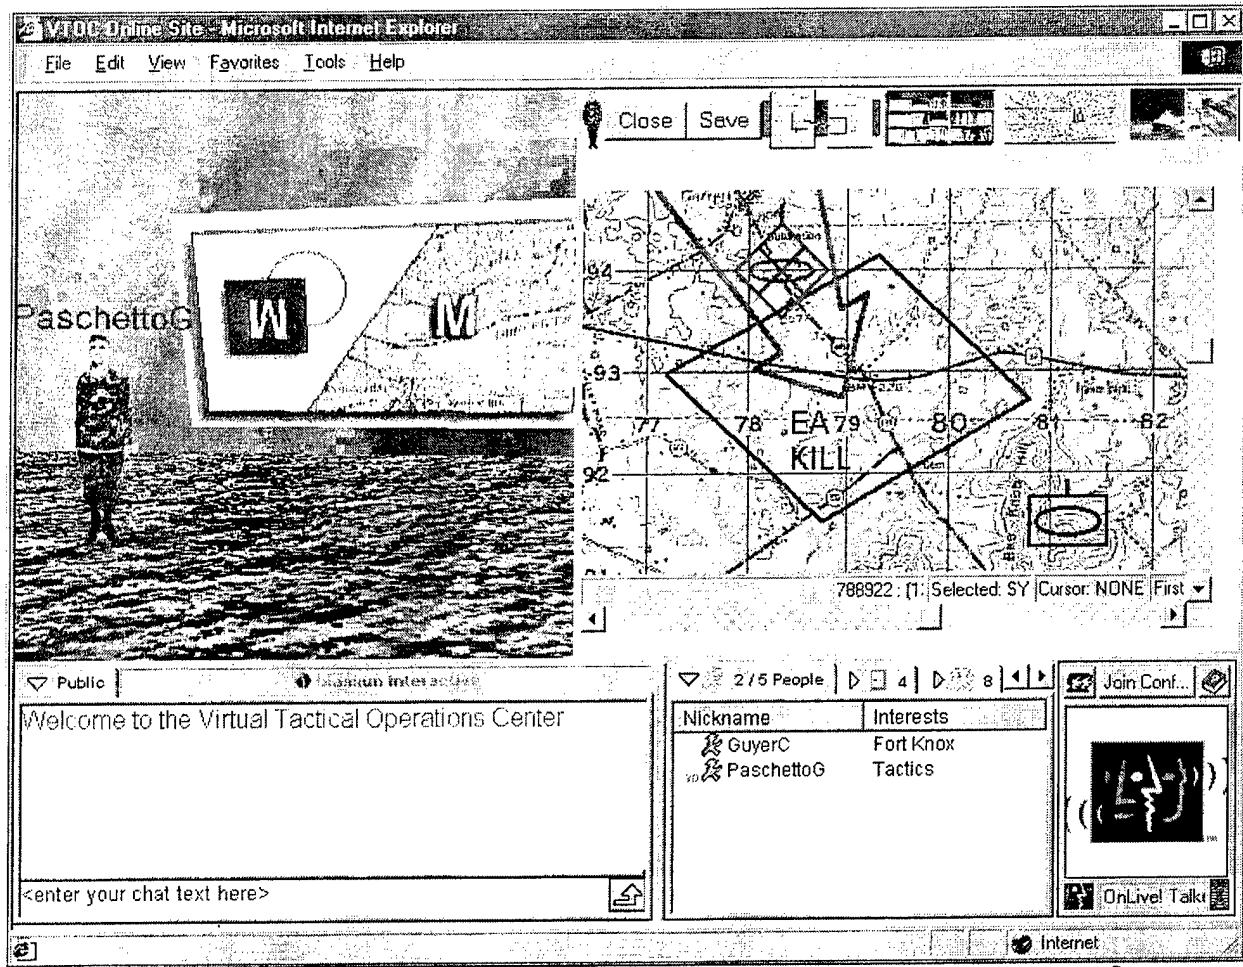 VTOC Online Site - Microsoft Internet Explorer
File Edit View Favorites Tools Help
Close Save
PaschettoG
W M
94
93
77 78 EA 79 80 81 82
KILL
92
788922 : (1: Selected: SY Cursor: NONE First
Public
2 / 5 People 4 8
Join Conf...
Welcome to the Virtual Tactical Operations Center
Nickname Interests
GuyerC Fort Knox
PaschettoG Tactics
<enter your chat text here>
OnLive! Talk
Internet